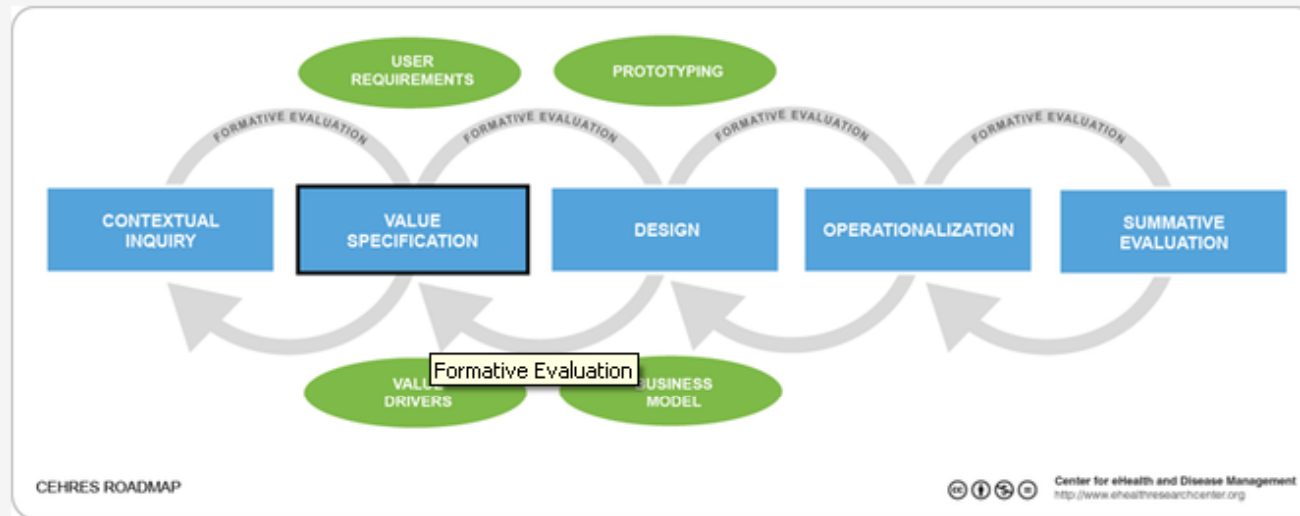 USER
REQUIREMENTS
PROTOTYPING
FORMATIVE EVALUATION
FORMATIVE EVALUATION
FORMATIVE EVALUATION
FORMATIVE EVALUATION
CONTEXTUAL
INQUIRY
VALUE
SPECIFICATION
DESIGN
OPERATIONALIZATION
SUMMATIVE
EVALUATION
Formative Evaluation
VALUE
DRIVERS
BUSINESS
MODEL
CEHRES ROADMAP
Center for eHealth and Disease Management
http://www.ehealthresearchcenter.org